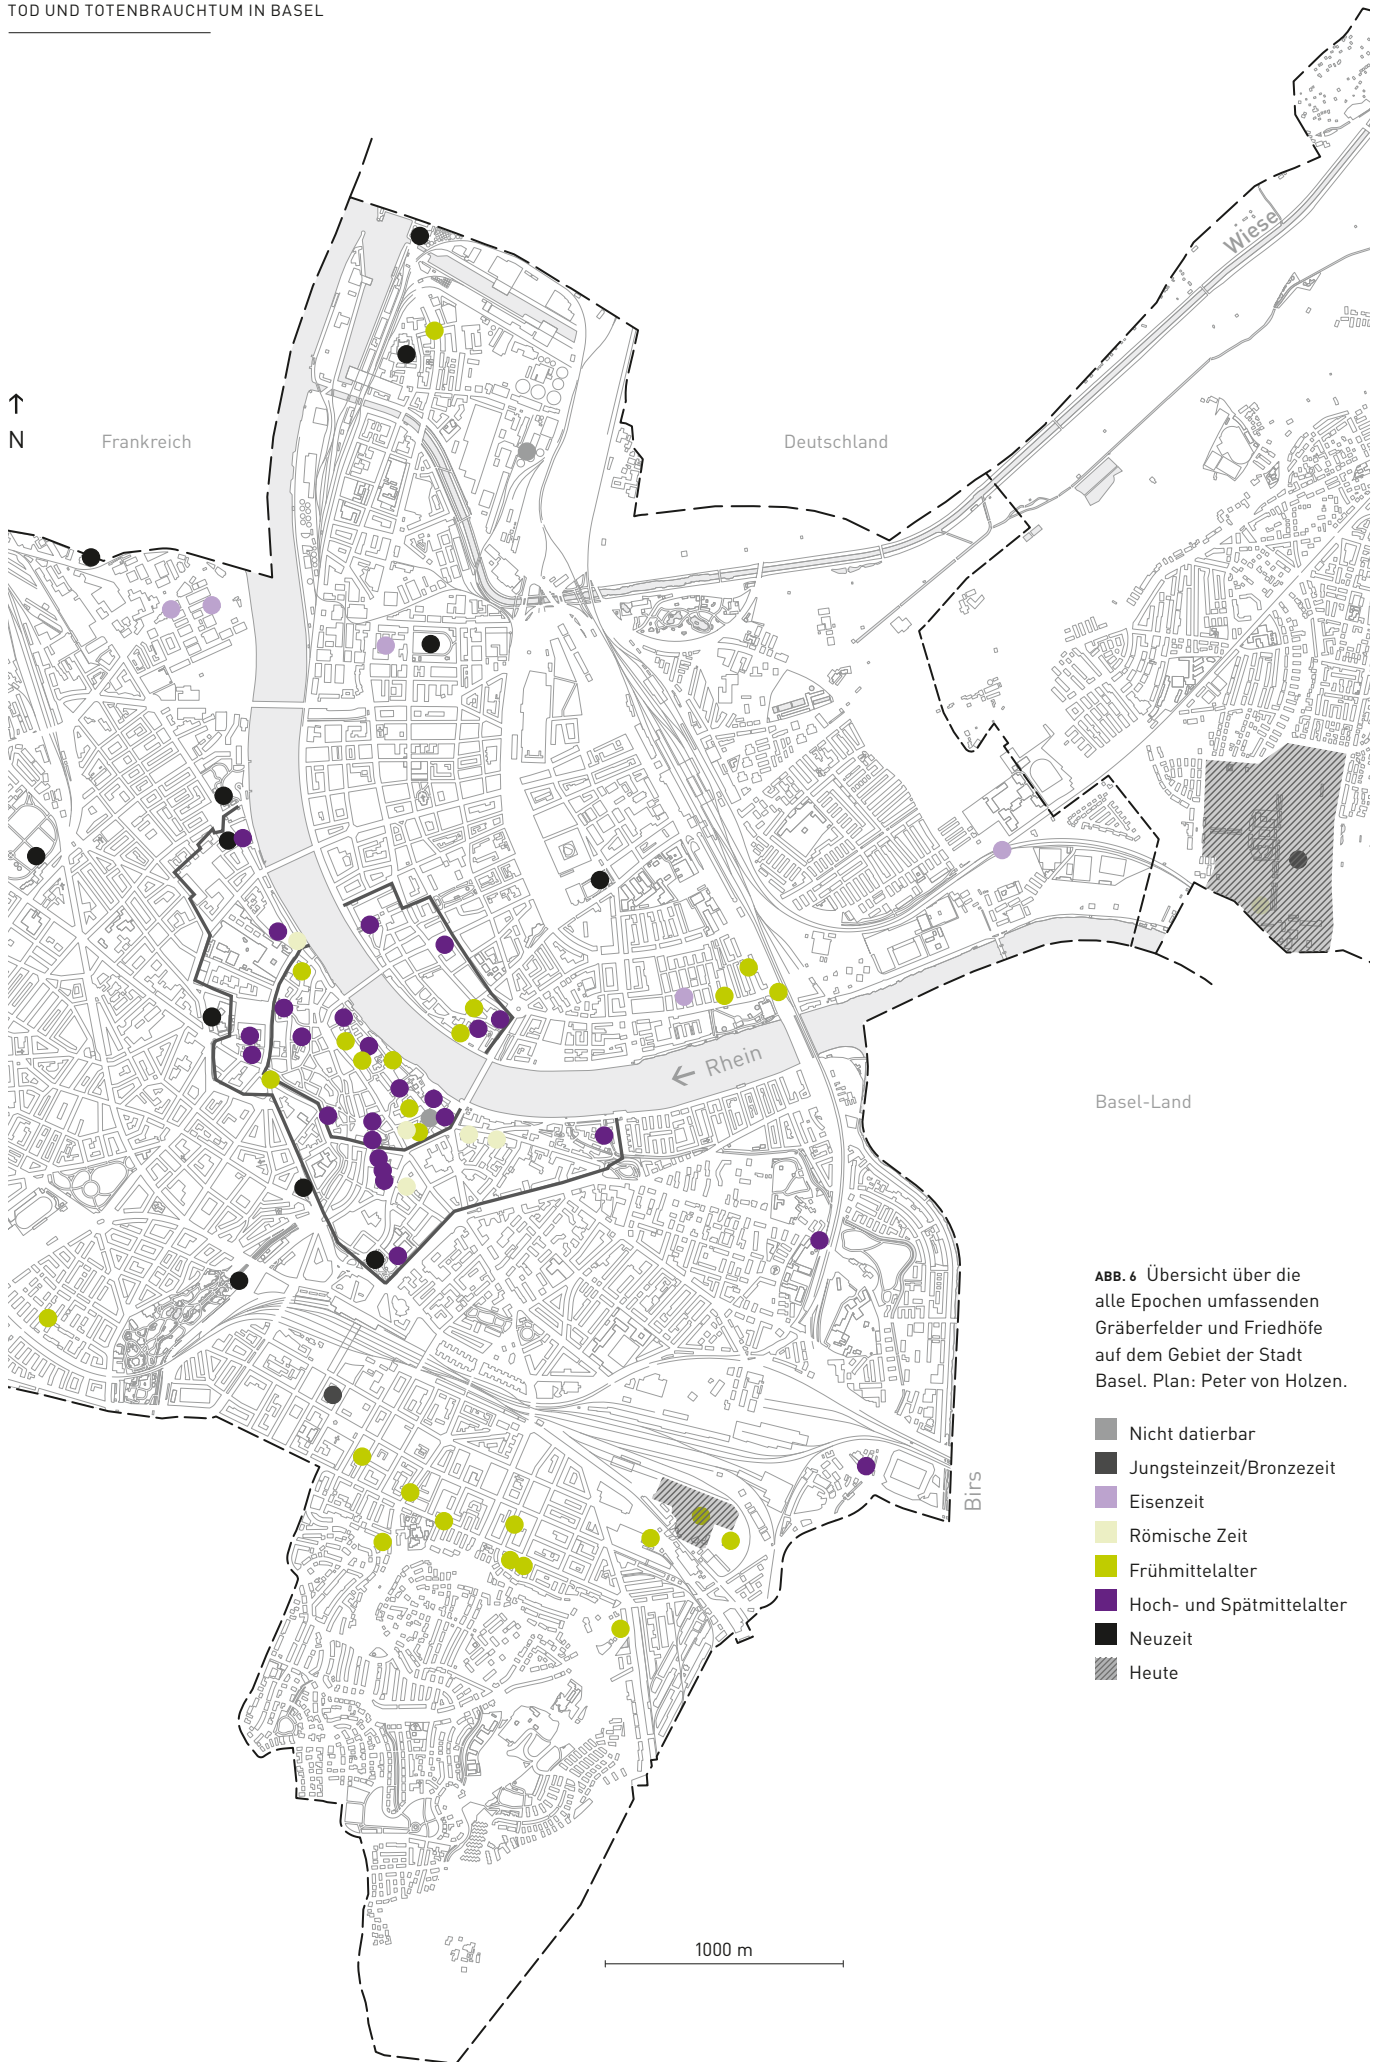 TOD UND TOTENBRAUCHTUM IN BASEL
Wiese
↑
N
Frankreich
Deutschland
← Rhein
Basel-Land
ABB. 6 Übersicht über die
alle Epochen umfassenden
Gräberfelder und Friedhöfe
auf dem Gebiet der Stadt
Basel. Plan: Peter von Holzen.
Nicht datierbar
Jungsteinzeit/Bronzezeit
Eisenzeit
Römische Zeit
Frühmittelalter
Hoch- und Spätmittelalter
Neuzeit
Heute
Birs
1000 m